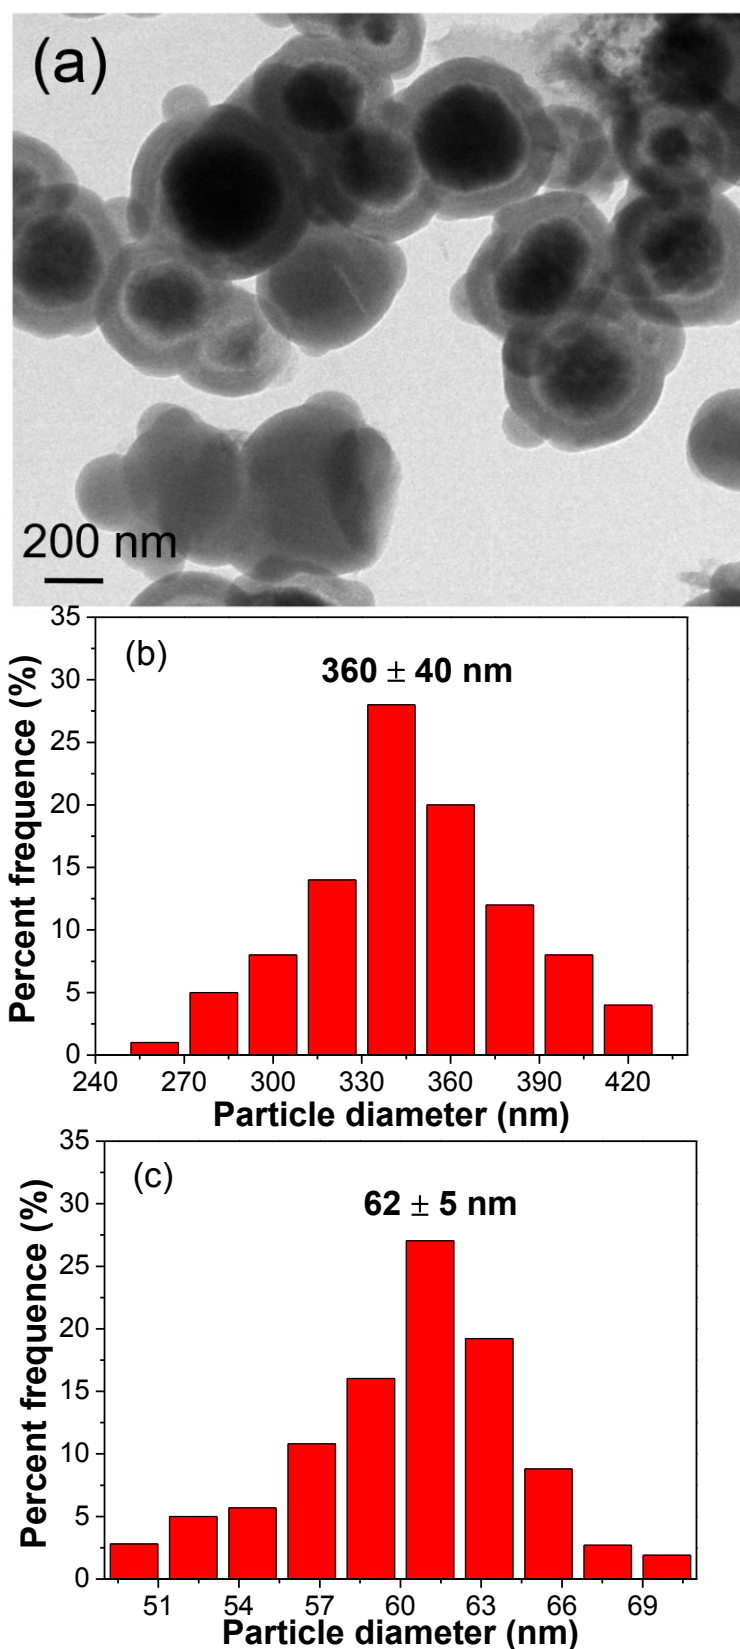 (a)
200 nm
(b)
360 ± 40 nm
35
30
25
20
15
10
5
0
Percent frequence (%)
240 270 300 330 360 390 420
Particle diameter (nm)
(c)
62 ± 5 nm
35
30
25
20
15
10
5
0
Percent frequence (%)
51 54 57 60 63 66 69
Particle diameter (nm)